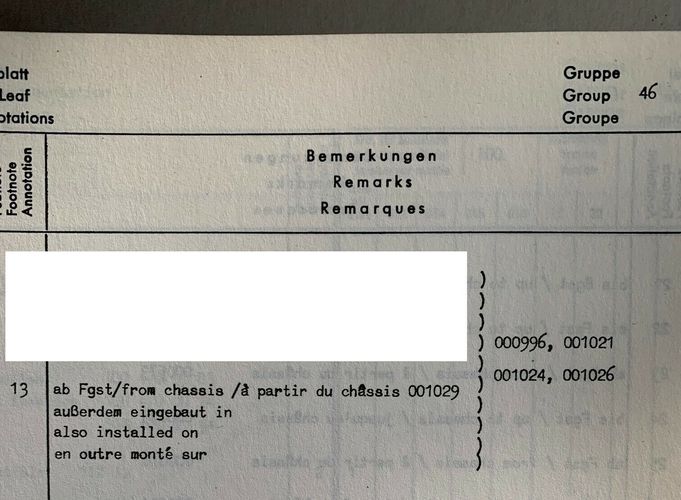 blatt
Leaf
otations
Gruppe
Group 46
Groupe
Footnote
Annotation
Bemerkungen
Remarks
Remarques
)
)
)
) 000996, 001021
)
) 001024, 001026
13 ab Fgst/from chassis /à partir du châssis 001029 )
außerdem eingebaut in )
also installed on )
en outre monté sur )